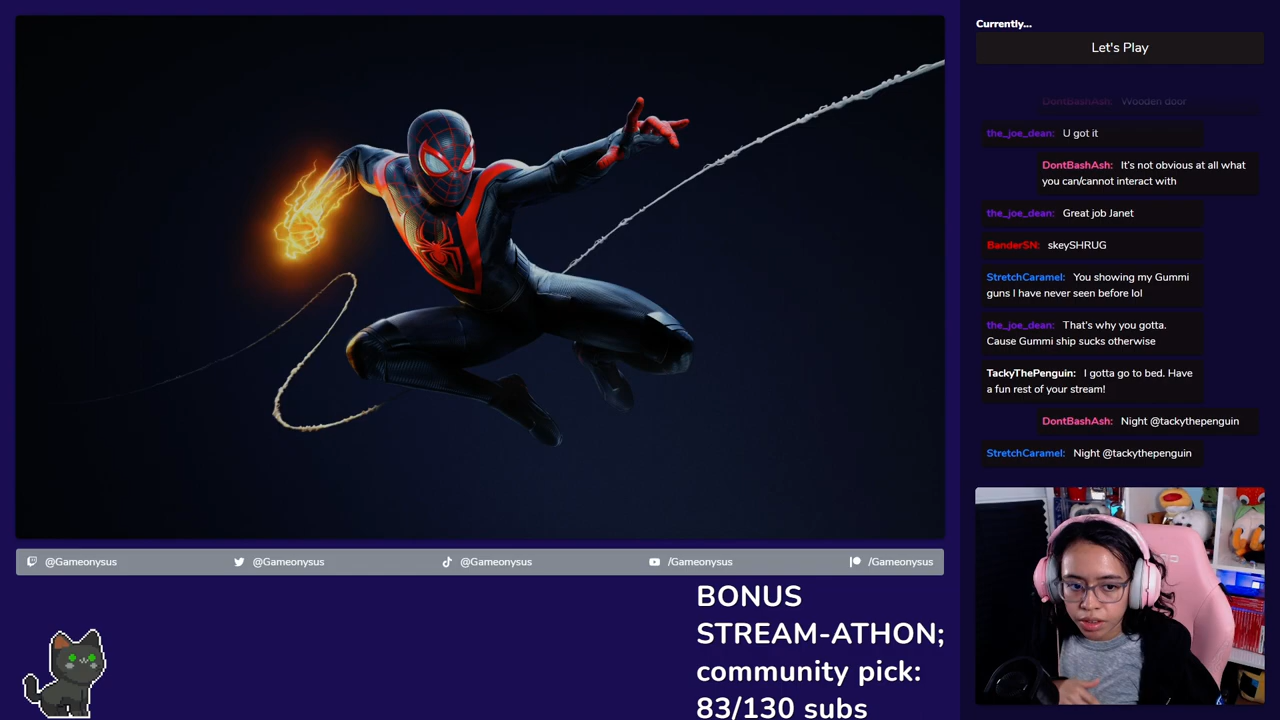 Currently...
Let's Play
DontBashAsh: Wooden door
the_joe_dean: U got it
DontBashAsh: It's not obvious at all what
you can/cannot interact with
the_joe_dean: Great job Janet
BanderSN: skeySHRUG
StretchCaramel: You showing my Gummi
guns I have never seen before lol
the_joe_dean: That's why you gotta.
Cause Gummi ship sucks otherwise
TackyThePenguin: I gotta go to bed. Have
a fun rest of your stream!
DontBashAsh: Night @tackythepenguin
StretchCaramel: Night @tackythepenguin
@Gameonysus
@Gameonysus
@Gameonysus
/Gameonysus
/Gameonysus
BONUS
STREAM-ATHON;
community pick:
83/130 subs